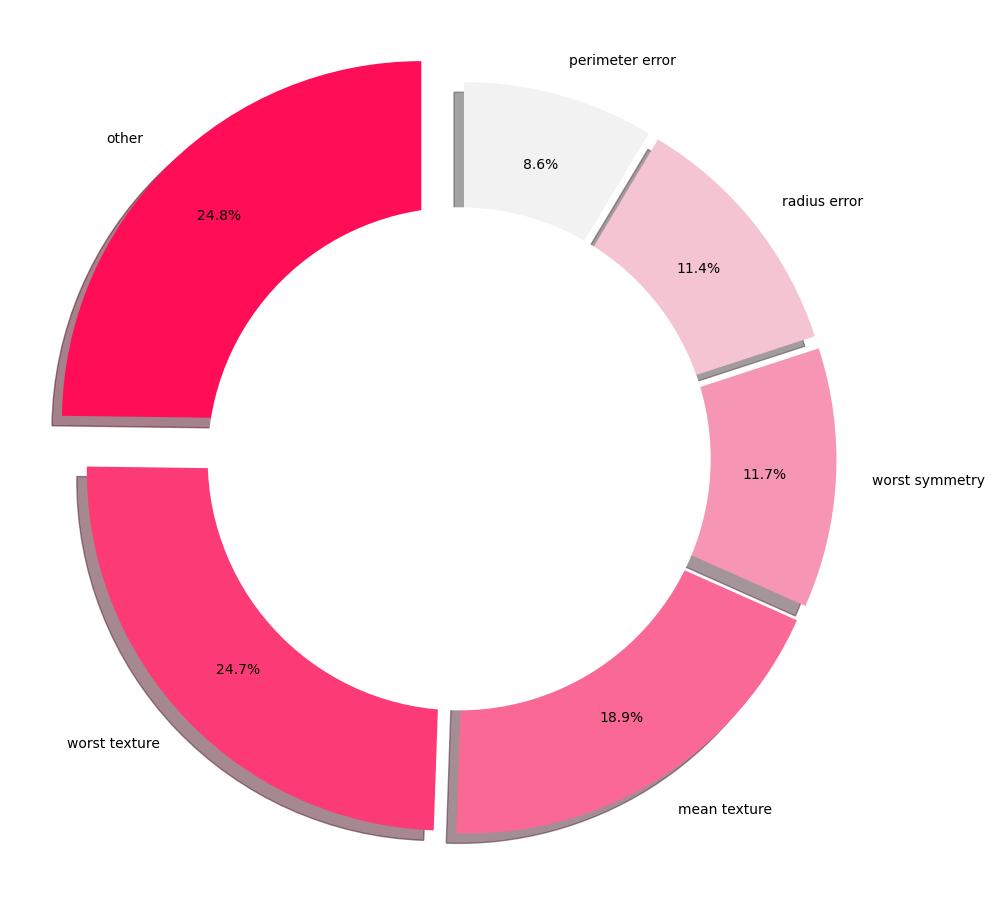 perimeter error
8.6%
other
24.8%
radius error
11.4%
worst symmetry
11.7%
24.7%
worst texture
18.9%
mean texture